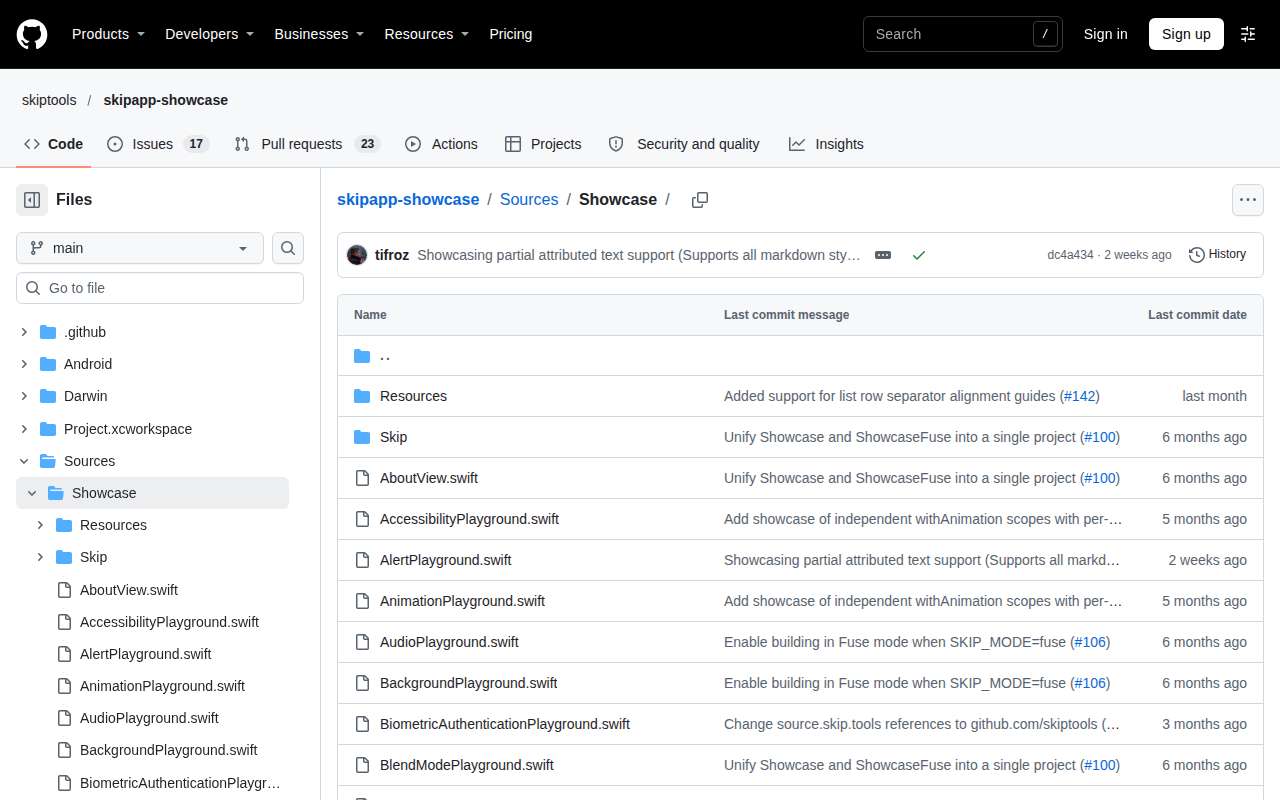 Products Developers Businesses Resources Pricing Search / Sign in Sign up
skiptools / skipapp-showcase
Code Issues 17 Pull requests 23 Actions Projects Security and quality Insights
Files
main
Go to file
.github
Android
Darwin
Project.xcworkspace
Sources
Showcase
Resources
Skip
AboutView.swift
AccessibilityPlayground.swift
AlertPlayground.swift
AnimationPlayground.swift
AudioPlayground.swift
BackgroundPlayground.swift
BiometricAuthenticationPlaygr…
skipapp-showcase / Sources / Showcase /
tifroz Showcasing partial attributed text support (Supports all markdown sty… dc4a434 · 2 weeks ago History
Name Last commit message Last commit date
..
Resources Added support for list row separator alignment guides (#142) last month
Skip Unify Showcase and ShowcaseFuse into a single project (#100) 6 months ago
AboutView.swift Unify Showcase and ShowcaseFuse into a single project (#100) 6 months ago
AccessibilityPlayground.swift Add showcase of independent withAnimation scopes with per-… 5 months ago
AlertPlayground.swift Showcasing partial attributed text support (Supports all markd… 2 weeks ago
AnimationPlayground.swift Add showcase of independent withAnimation scopes with per-… 5 months ago
AudioPlayground.swift Enable building in Fuse mode when SKIP_MODE=fuse (#106) 6 months ago
BackgroundPlayground.swift Enable building in Fuse mode when SKIP_MODE=fuse (#106) 6 months ago
BiometricAuthenticationPlayground.swift Change source.skip.tools references to github.com/skiptools (… 3 months ago
BlendModePlayground.swift Unify Showcase and ShowcaseFuse into a single project (#100) 6 months ago